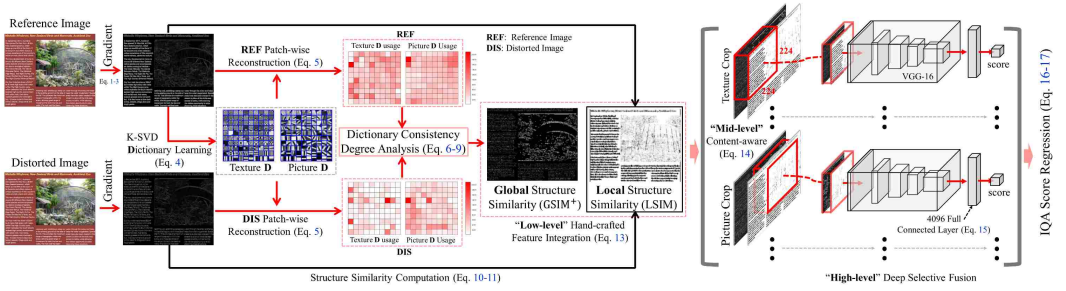 Reference Image
Gradient
Eq. 1-3
REF Patch-wise
Reconstruction (Eq. 5)
REF
Texture D usage
Picture D Usage
REF: Reference Image
DIS: Distorted Image
K-SVD
Dictionary Learning
(Eq. 4)
Texture D
Picture D
Dictionary Consistency
Degree Analysis (Eq. 6-9)
Distorted Image
Gradient
DIS Patch-wise
Reconstruction (Eq. 5)
Texture D usage
Picture D Usage
DIS
Global Structure
Similarity (GSIM+)
Local Structure
Similarity (LSIM)
"Low-level" Hand-crafted
Feature Integration (Eq. 13)
Structure Similarity Computation (Eq. 10-11)
Texture Crop
224
224
VGG-16
score
"Mid-level"
Content-aware
(Eq. 14)
Picture Crop
score
4096 Full
Connected Layer (Eq. 15)
"High-level" Deep Selective Fusion
IQA Score Regression (Eq. 16-17)